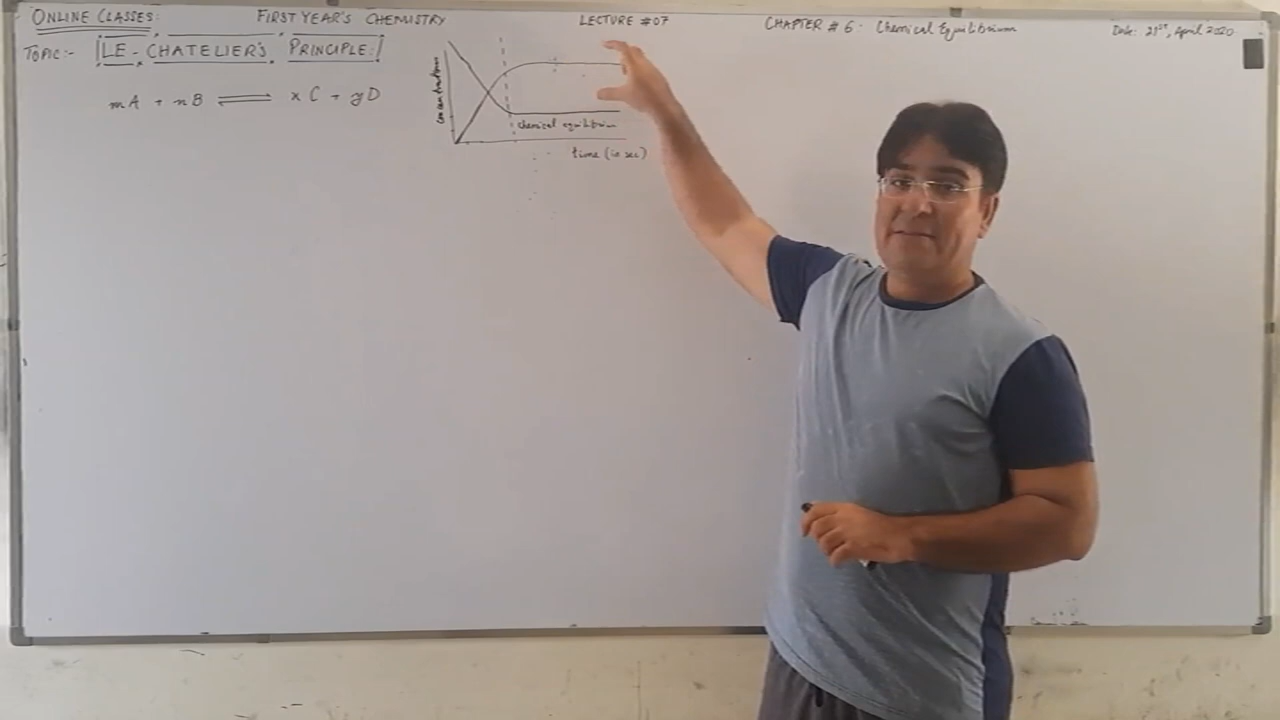 ONLINE CLASSES: FIRST YEAR'S CHEMISTRY LECTURE #07 CHAPTER # 6: Chemical Equilibrium Date: 21st, April 2020
TOPIC:- LE-CHATELIER'S PRINCIPLE:
mA + nB ⇌ xC + yD
chemical equilibrium
time (in sec)